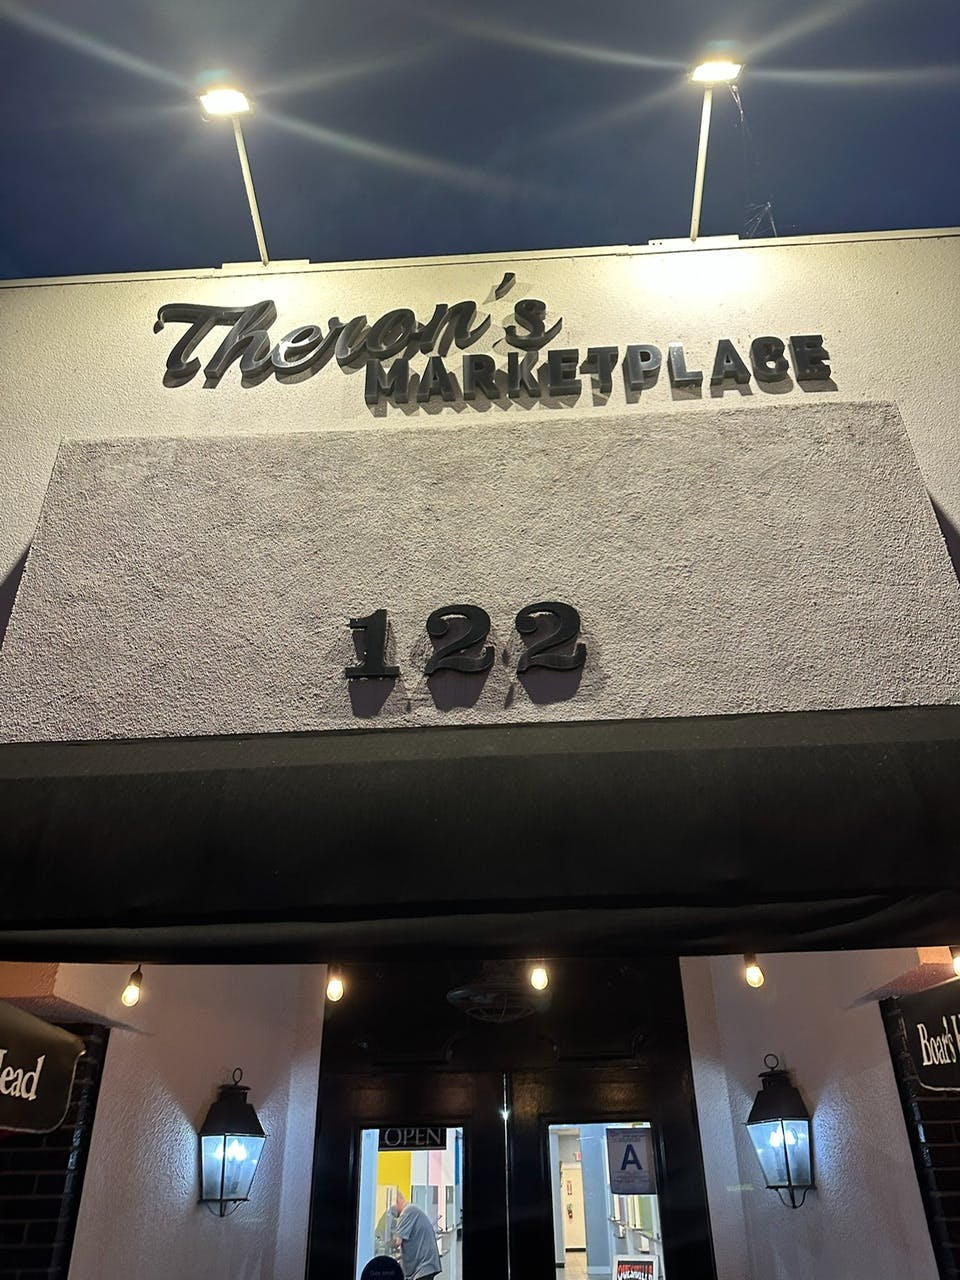 Theron's
MARKETPLACE
122
Head
Boar's H
OPEN
A